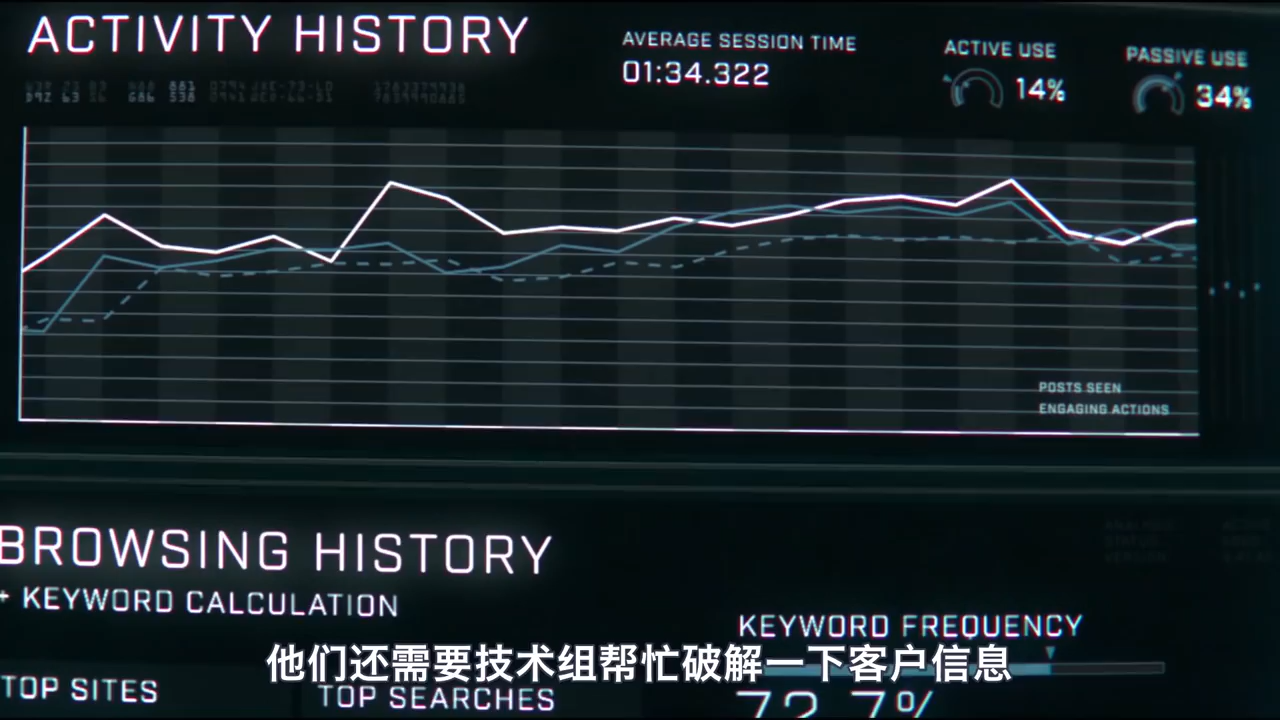 ACTIVITY HISTORY
AVERAGE SESSION TIME
01:34.322
ACTIVE USE
14%
PASSIVE USE
34%
POSTS SEEN
ENGAGING ACTIONS
BROWSING HISTORY
+ KEYWORD CALCULATION
KEYWORD FREQUENCY
他们还需要技术组帮忙破解一下客户信息
TOP SITES
TOP SEARCHES
72.7%